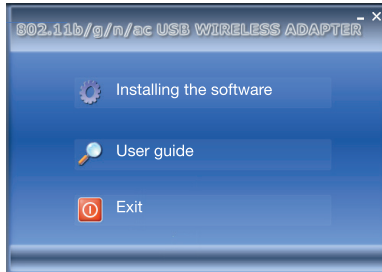 802.11b/g/n/ac USB WIRELESS ADAPTER
Installing the software
User guide
Exit